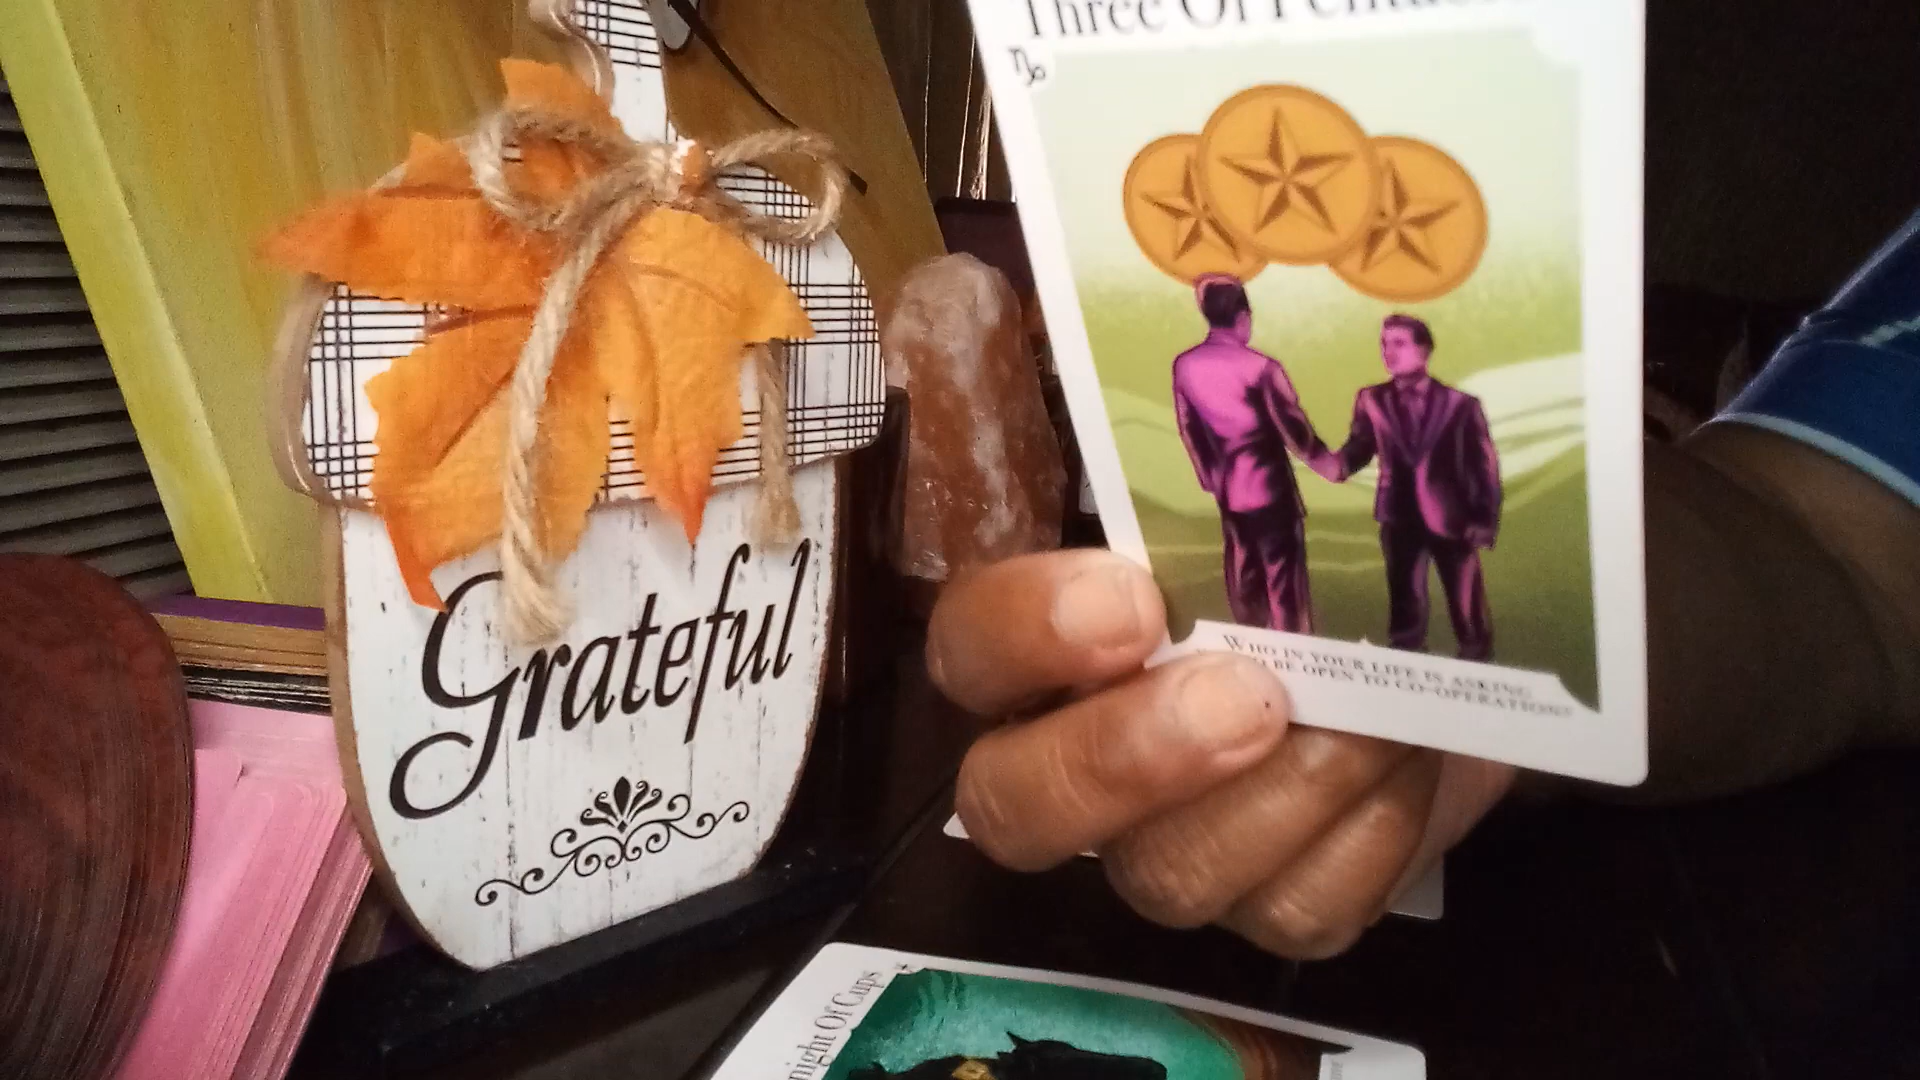 Three Of
Grateful
WHO IN YOUR LIFE IS ASKING
BE OPEN TO CO-OPERATION?
Of Cups